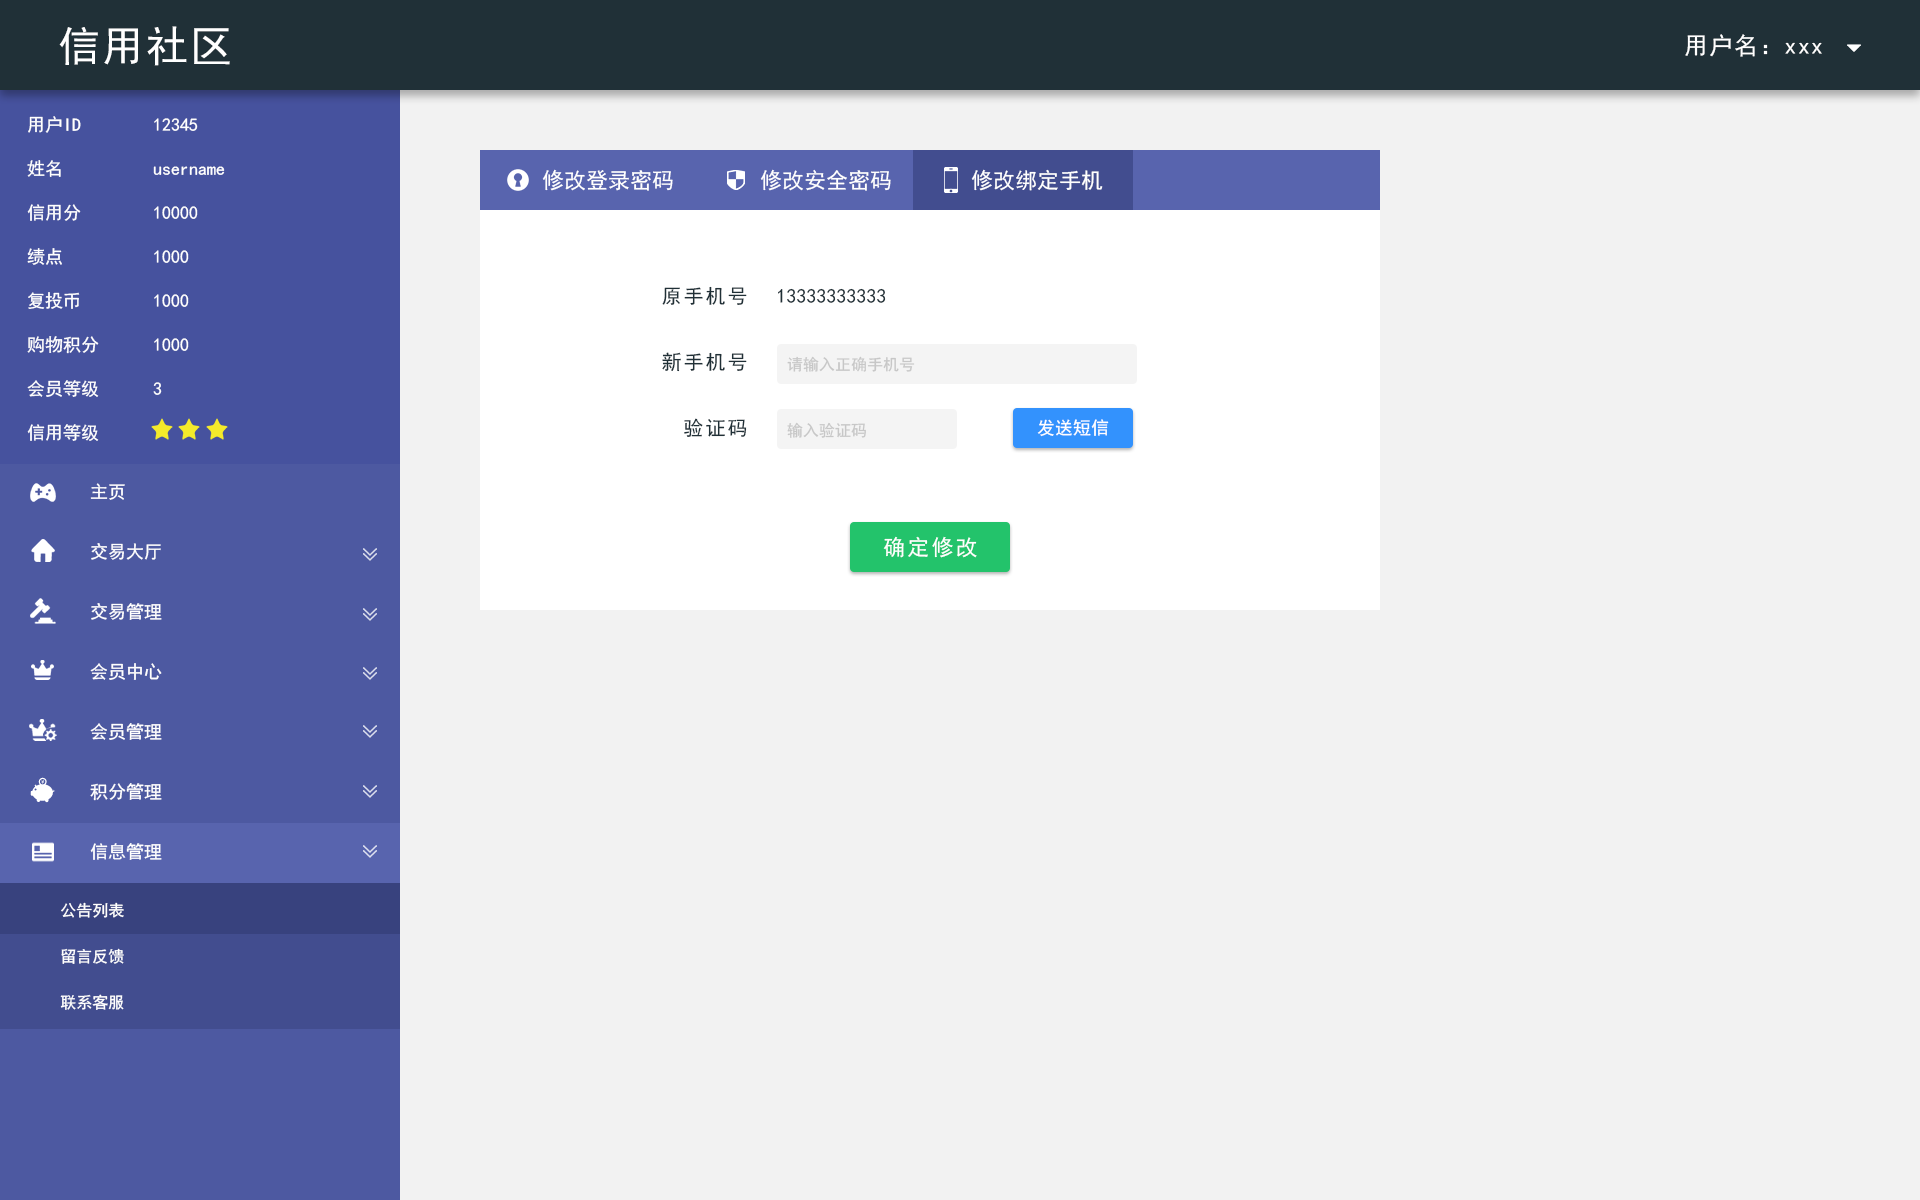 信用社区
用户名：xxx
用户ID 12345
姓名 username
信用分 10000
绩点 1000
复投币 1000
购物积分 1000
会员等级 3
信用等级
主页
交易大厅
交易管理
会员中心
会员管理
积分管理
信息管理
公告列表
留言反馈
联系客服
修改登录密码 修改安全密码 修改绑定手机
原手机号 13333333333
新手机号 请输入正确手机号
验证码 输入验证码 发送短信
确定修改